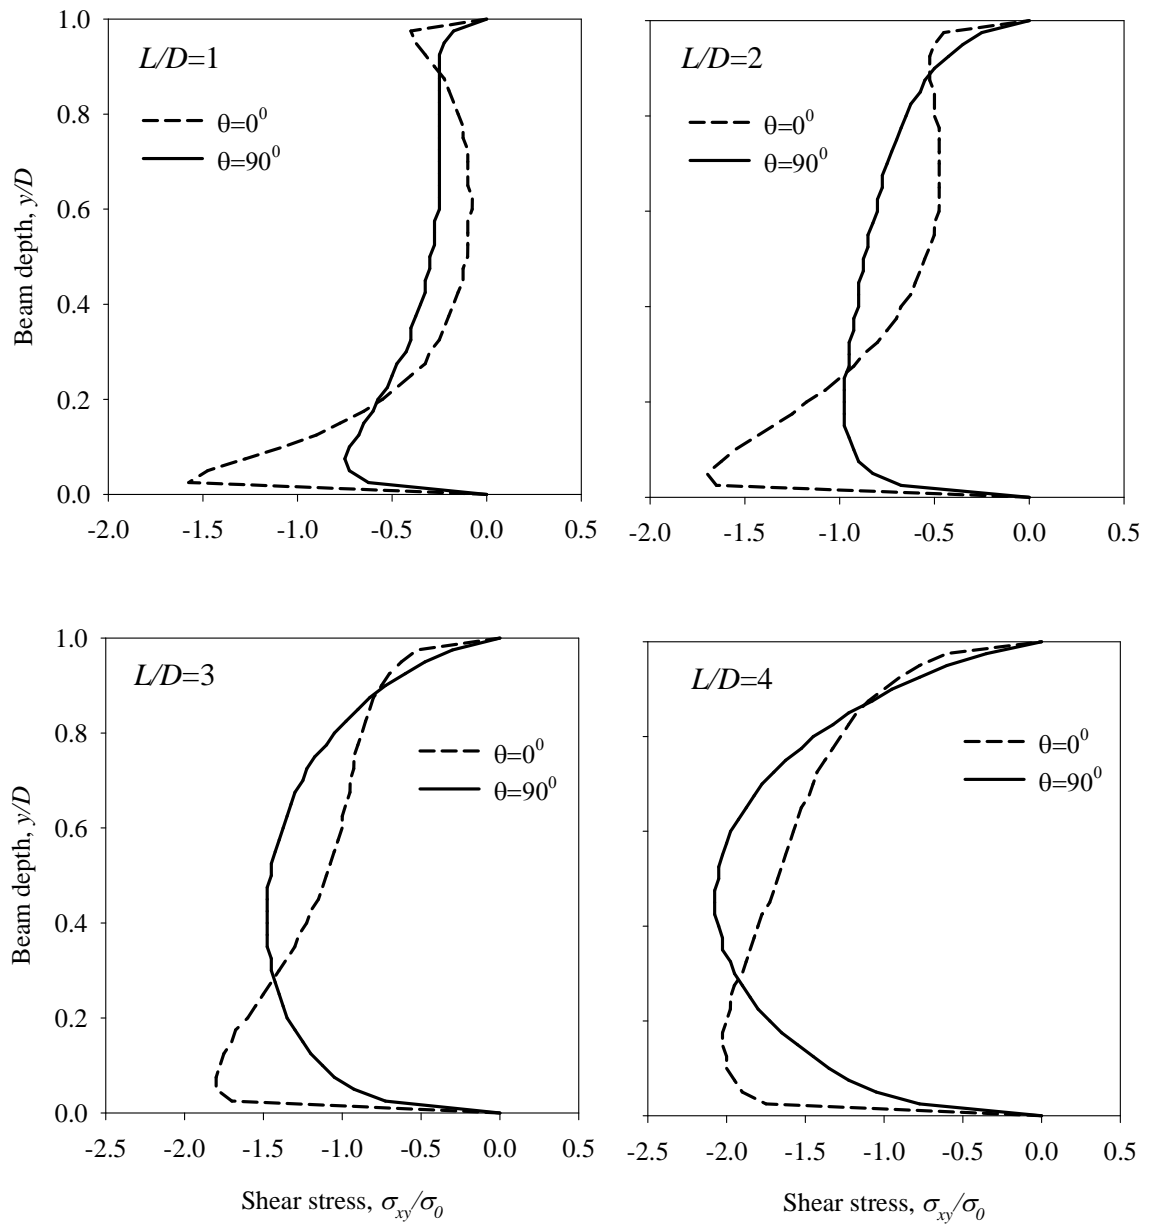 L/D=1
θ=0⁰
θ=90⁰
Beam depth, y/D
1.0
0.8
0.6
0.4
0.2
0.0
-2.0 -1.5 -1.0 -0.5 0.0 0.5
L/D=2
θ=0⁰
θ=90⁰
-2.0 -1.5 -1.0 -0.5 0.0 0.5
L/D=3
θ=0⁰
θ=90⁰
Beam depth, y/D
1.0
0.8
0.6
0.4
0.2
0.0
-2.5 -2.0 -1.5 -1.0 -0.5 0.0 0.5
Shear stress, σxy/σ0
L/D=4
θ=0⁰
θ=90⁰
-2.5 -2.0 -1.5 -1.0 -0.5 0.0 0.5
Shear stress, σxy/σ0